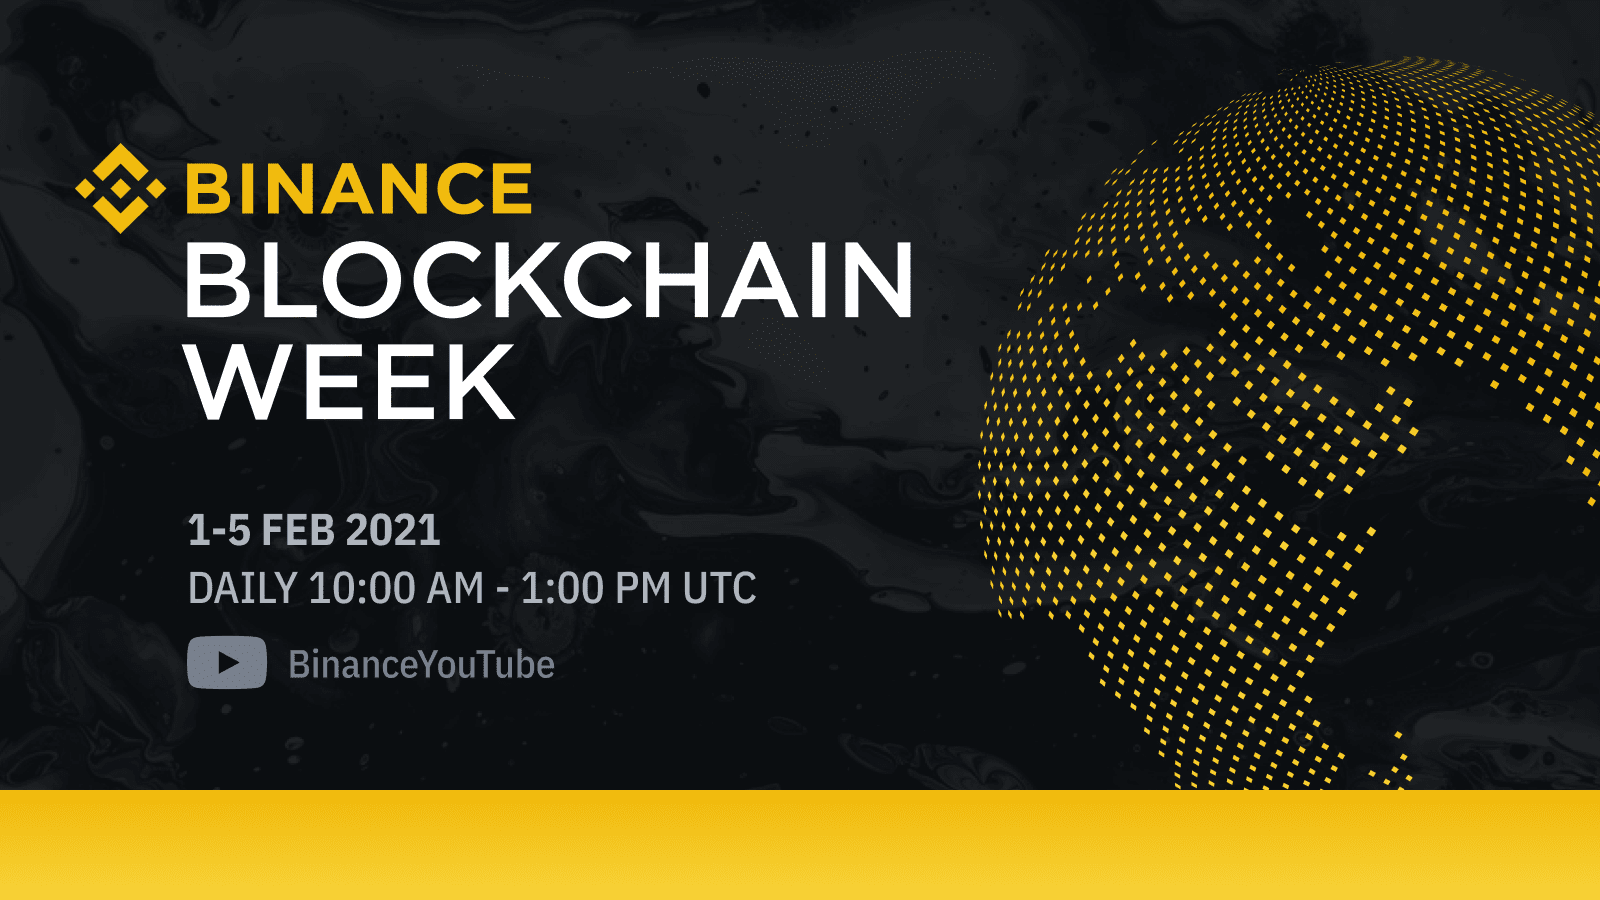 BINANCE
BLOCKCHAIN
WEEK
1-5 FEB 2021
DAILY 10:00 AM - 1:00 PM UTC
BinanceYouTube